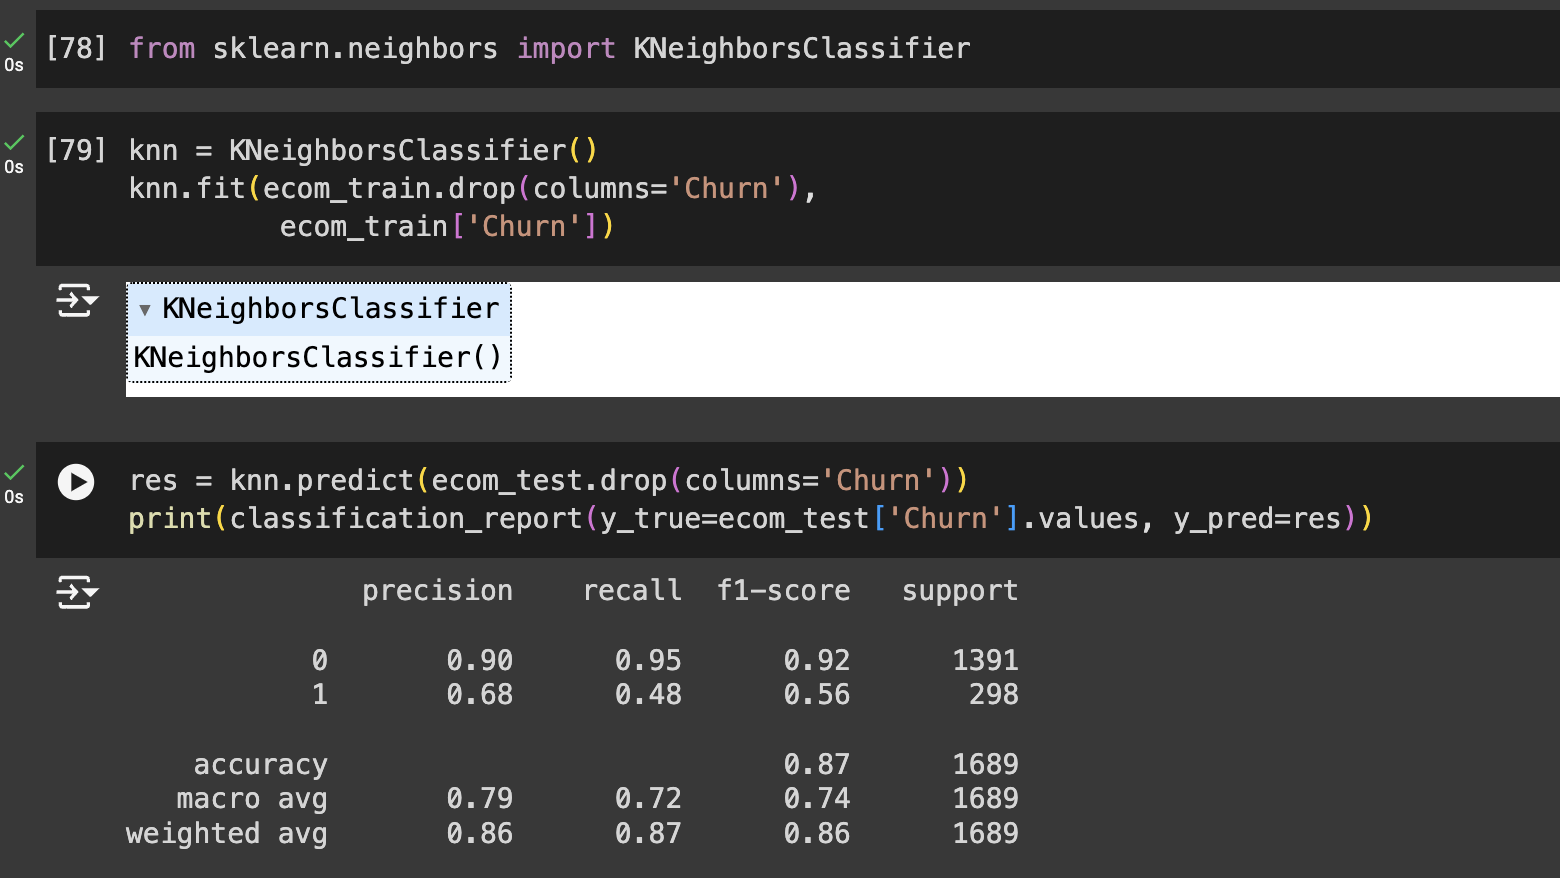 [78] from sklearn.neighbors import KNeighborsClassifier
0s
[79] knn = KNeighborsClassifier()
0s
knn.fit(ecom_train.drop(columns='Churn'),
ecom_train['Churn'])
▾ KNeighborsClassifier
KNeighborsClassifier()
res = knn.predict(ecom_test.drop(columns='Churn'))
0s
print(classification_report(y_true=ecom_test['Churn'].values, y_pred=res))
precision recall f1-score support
0 0.90 0.95 0.92 1391
1 0.68 0.48 0.56 298
accuracy 0.87 1689
macro avg 0.79 0.72 0.74 1689
weighted avg 0.86 0.87 0.86 1689